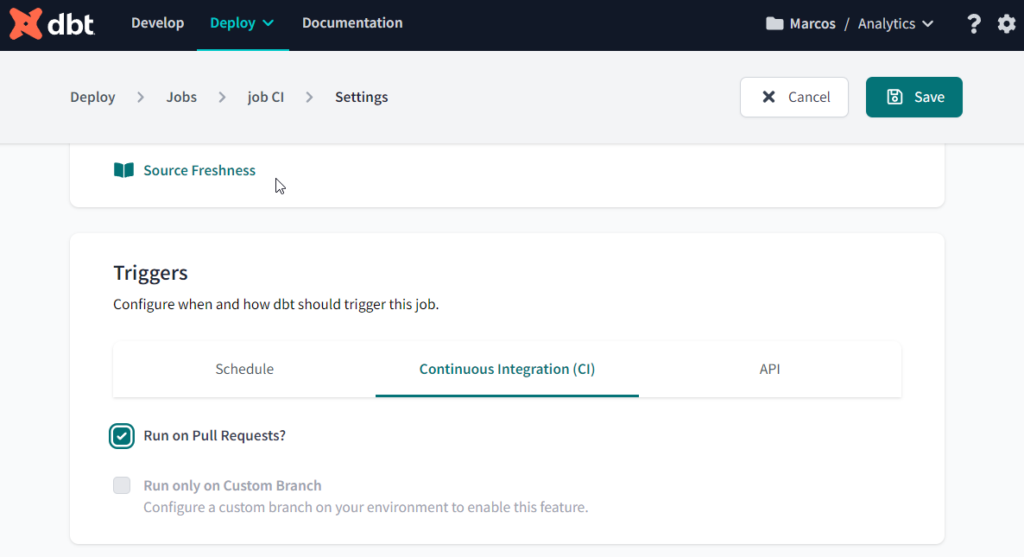 dbt Develop Deploy Documentation Marcos / Analytics ?
Deploy > Jobs > job CI > Settings Cancel Save
Source Freshness
Triggers
Configure when and how dbt should trigger this job.
Schedule Continuous Integration (CI) API
Run on Pull Requests?
Run only on Custom Branch
Configure a custom branch on your environment to enable this feature.